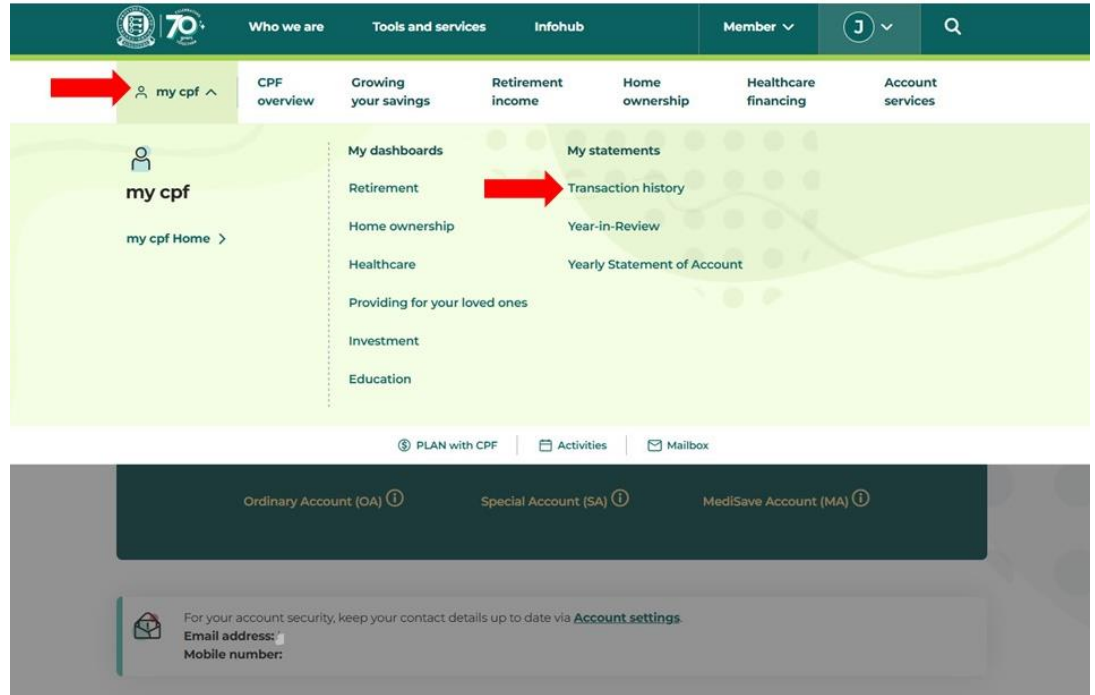 70
Who we are
Tools and services
Infohub
Member
J
my cpf
CPF
overview
Growing
your savings
Retirement
income
Home
ownership
Healthcare
financing
Account
services
my cpf
my cpf Home
My dashboards
Retirement
Home ownership
Healthcare
Providing for your loved ones
Investment
Education
My statements
Transaction history
Year-in-Review
Yearly Statement of Account
PLAN with CPF
Activities
Mailbox
Ordinary Account (OA)
Special Account (SA)
MediSave Account (MA)
For your account security, keep your contact details up to date via Account settings.
Email address:
Mobile number: